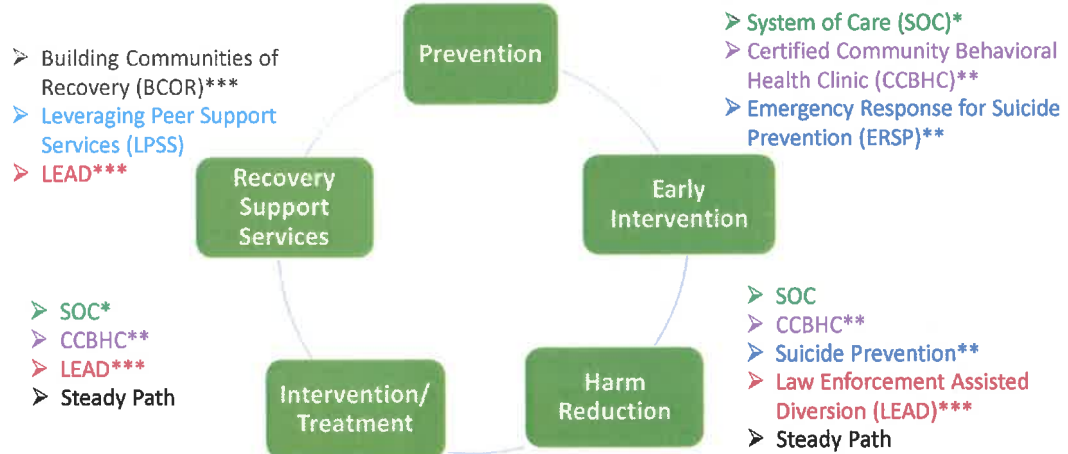 Prevention
➢ System of Care (SOC)*
➢ Certified Community Behavioral
Health Clinic (CCBHC)**
➢ Emergency Response for Suicide
Prevention (ERSP)**
➢ Building Communities of
Recovery (BCOR)***
➢ Leveraging Peer Support
Services (LPSS)
➢ LEAD***
Recovery
Support
Services
Early
Intervention
➢ SOC*
➢ CCBHC**
➢ LEAD***
➢ Steady Path
Intervention/
Treatment
Harm
Reduction
➢ SOC
➢ CCBHC**
➢ Suicide Prevention**
➢ Law Enforcement Assisted
Diversion (LEAD)***
➢ Steady Path